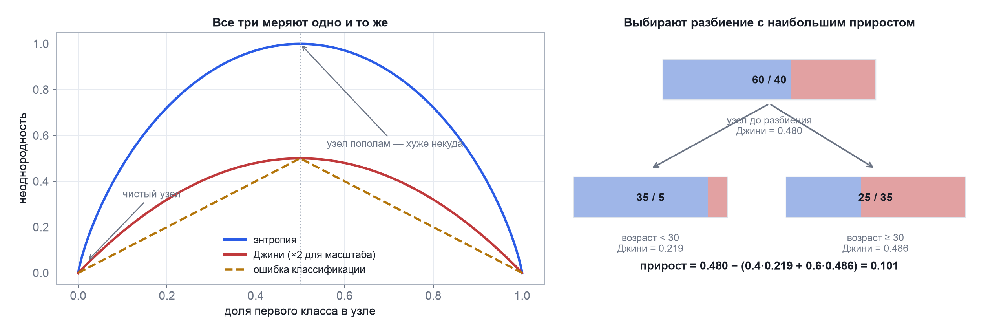 Все три меряют одно и то же
неоднородность
1.0
0.8
0.6
0.4
0.2
0.0
узел пополам — хуже некуда
чистый узел
энтропия
Джини (×2 для масштаба)
ошибка классификации
0.0 0.2 0.4 0.6 0.8 1.0
доля первого класса в узле
Выбирают разбиение с наибольшим приростом
60 / 40
узел до разбиения
Джини = 0.480
35 / 5
25 / 35
возраст < 30
Джини = 0.219
возраст ≥ 30
Джини = 0.486
прирост = 0.480 − (0.4·0.219 + 0.6·0.486) = 0.101